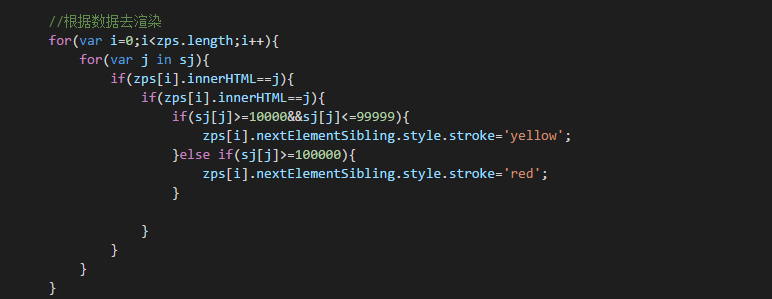 //根据数据去渲染
for(var i=0;i<zps.length;i++){
for(var j in sj){
if(zps[i].innerHTML==j){
if(zps[i].innerHTML==j){
if(sj[j]>=10000&&sj[j]<=99999){
zps[i].nextElementSibling.style.stroke='yellow';
}else if(sj[j]>=100000){
zps[i].nextElementSibling.style.stroke='red';
}
}
}
}
}